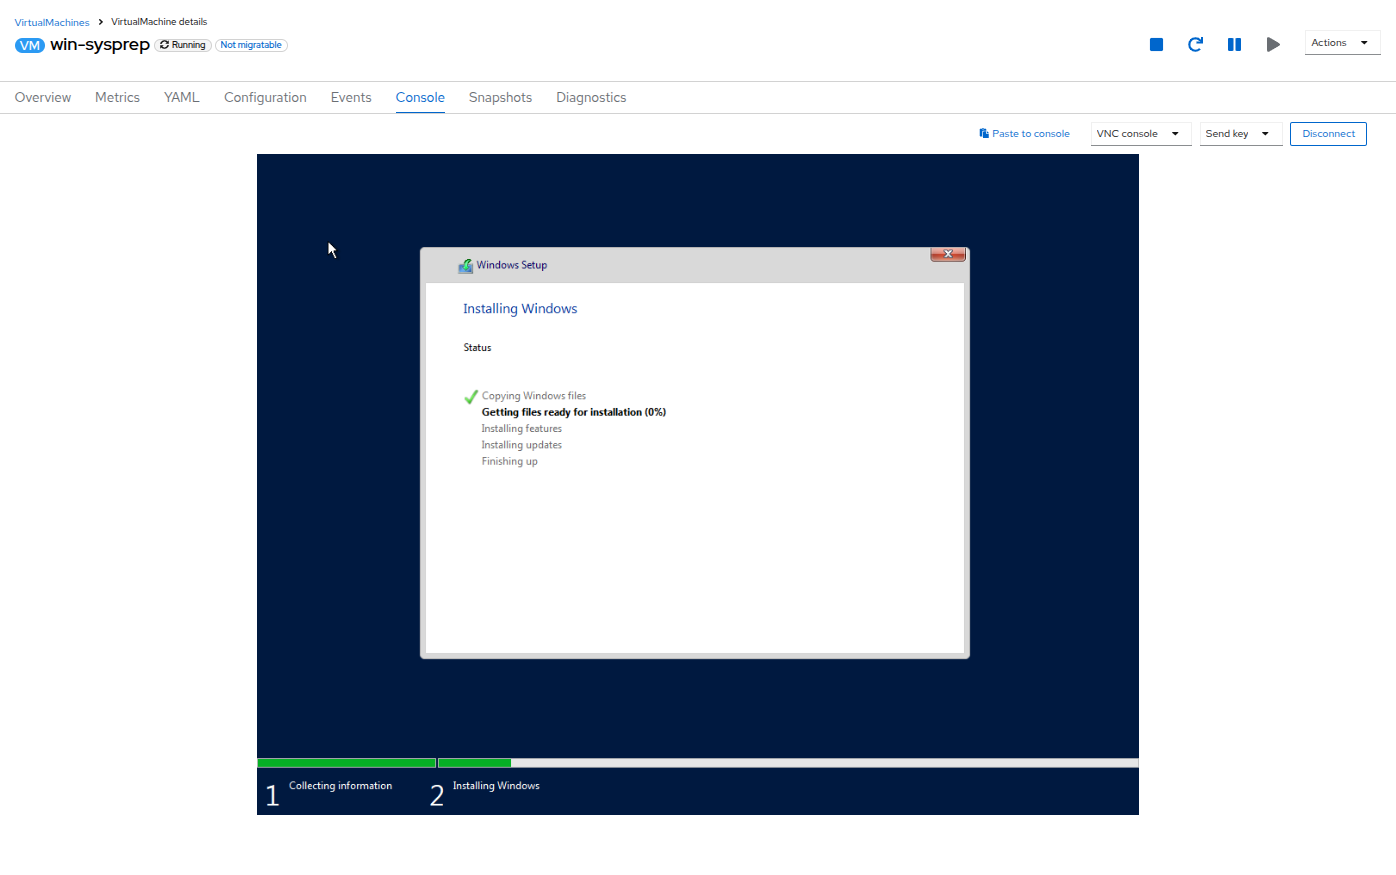 VirtualMachines > VirtualMachine details
VM win-sysprep Running Not migratable
Actions
Overview Metrics YAML Configuration Events Console Snapshots Diagnostics
Paste to console VNC console Send key Disconnect
Windows Setup
Installing Windows
Status
Copying Windows files
Getting files ready for installation (0%)
Installing features
Installing updates
Finishing up
1 Collecting information 2 Installing Windows